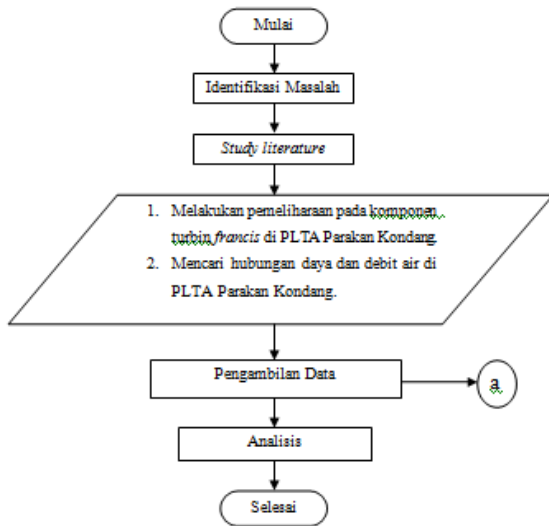 Mulai
Identifikasi Masalah
Study literature
1. Melakukan pemeliharaan pada komponen
turbin francis di PLTA Parakan Kondang.
2. Mencari hubungan daya dan debit air di
PLTA Parakan Kondang.
Pengambilan Data
a
Analisis
Selesai